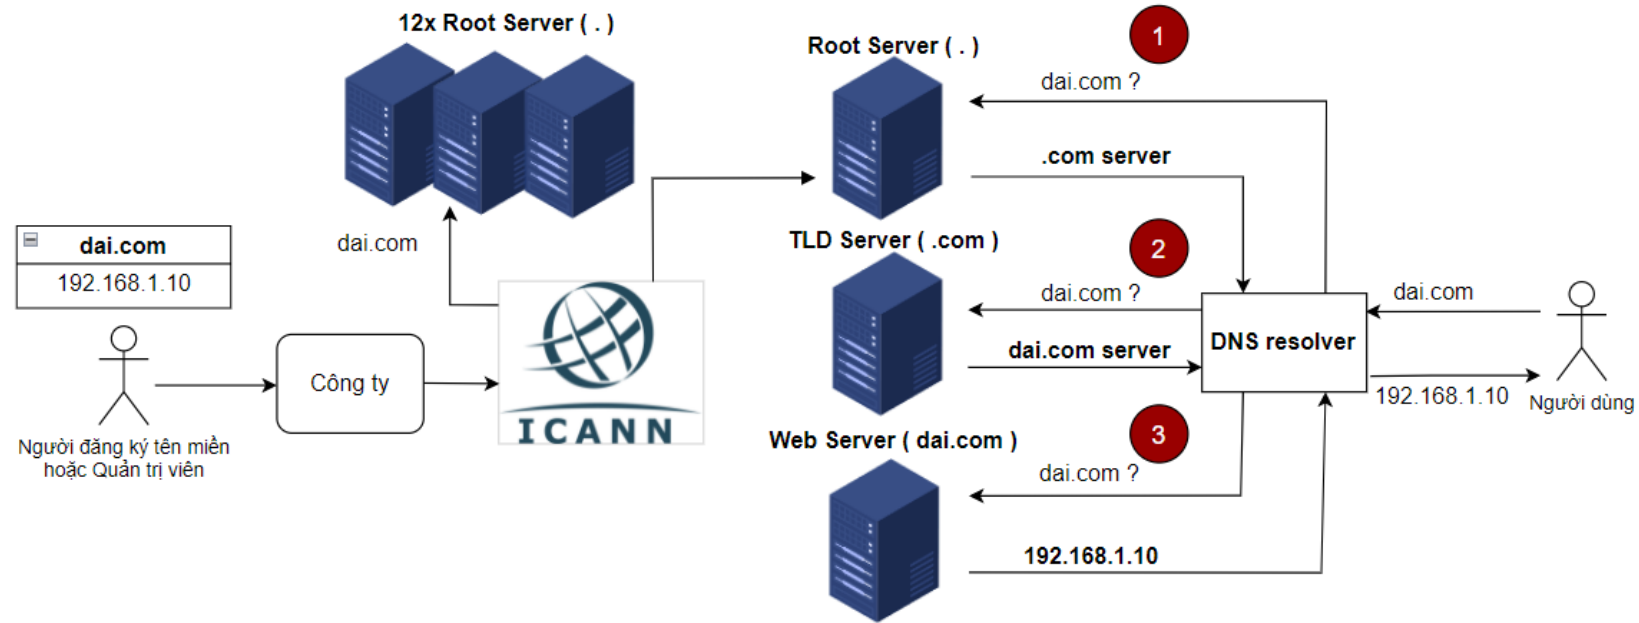 12x Root Server ( . )
Root Server ( . )
1
dai.com ?
.com server
dai.com
192.168.1.10
dai.com
TLD Server ( .com )
2
dai.com ?
dai.com server
DNS resolver
dai.com
192.168.1.10
Người dùng
Công ty
ICANN
Người đăng ký tên miền
hoặc Quản trị viên
Web Server ( dai.com )
3
dai.com ?
192.168.1.10